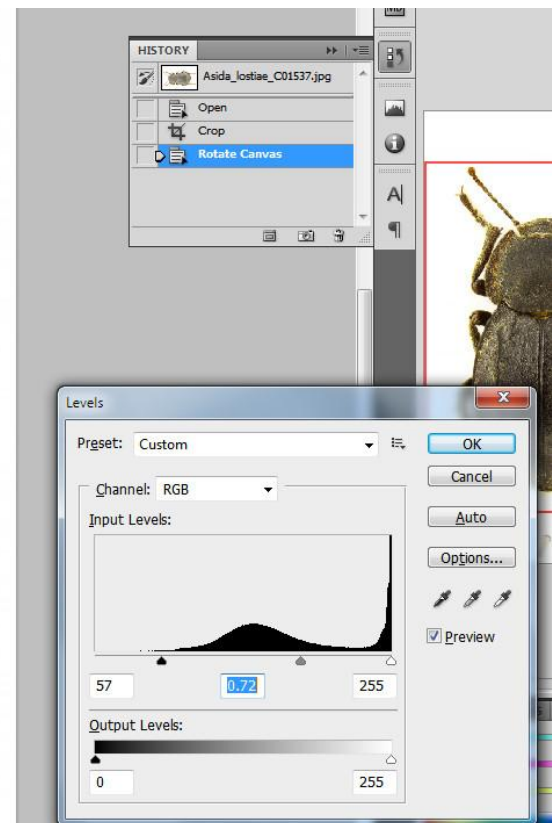 HISTORY
Asida_lostiae_C01537.jpg
Open
Crop
Rotate Canvas
A
Levels
Preset: Custom
OK
Channel: RGB
Cancel
Input Levels:
Auto
Options...
Preview
57 0.72 255
Output Levels:
0 255